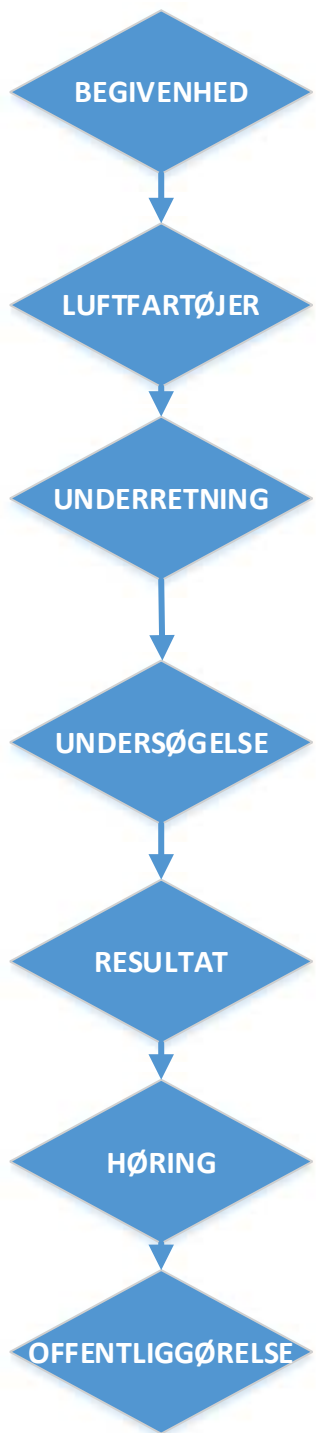 BEGIVENHED
LUFTFARTØJER
UNDERRETNING
UNDERSØGELSE
RESULTAT
HØRING
OFFENTLIGGØRELSE